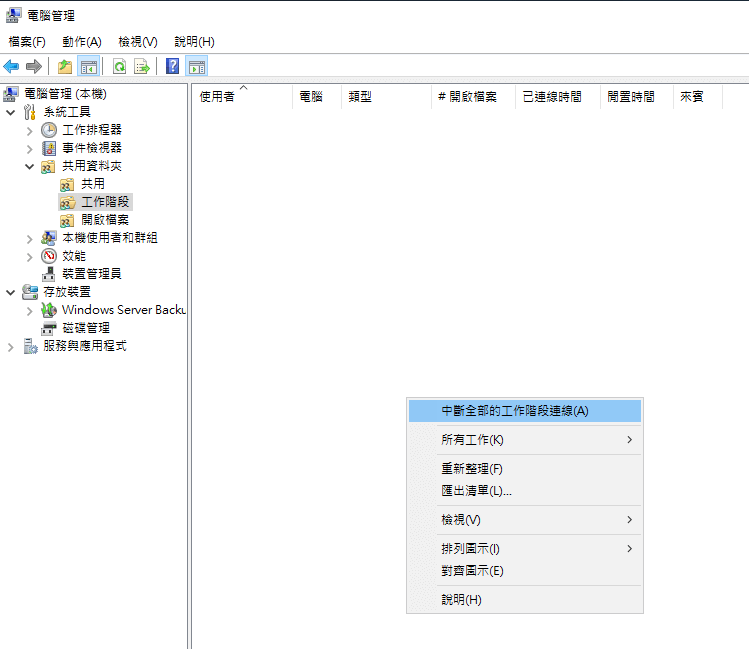 電腦管理
檔案(F) 動作(A) 檢視(V) 說明(H)
電腦管理 (本機)
系統工具
工作排程器
事件檢視器
共用資料夾
共用
工作階段
開啟檔案
本機使用者和群組
效能
裝置管理員
存放裝置
Windows Server Backu
磁碟管理
服務與應用程式
使用者 電腦 類型 # 開啟檔案 已連線時間 閒置時間 來賓
中斷全部的工作階段連線(A)
所有工作(K)
重新整理(F)
匯出清單(L)...
檢視(V)
排列圖示(I)
對齊圖示(E)
說明(H)